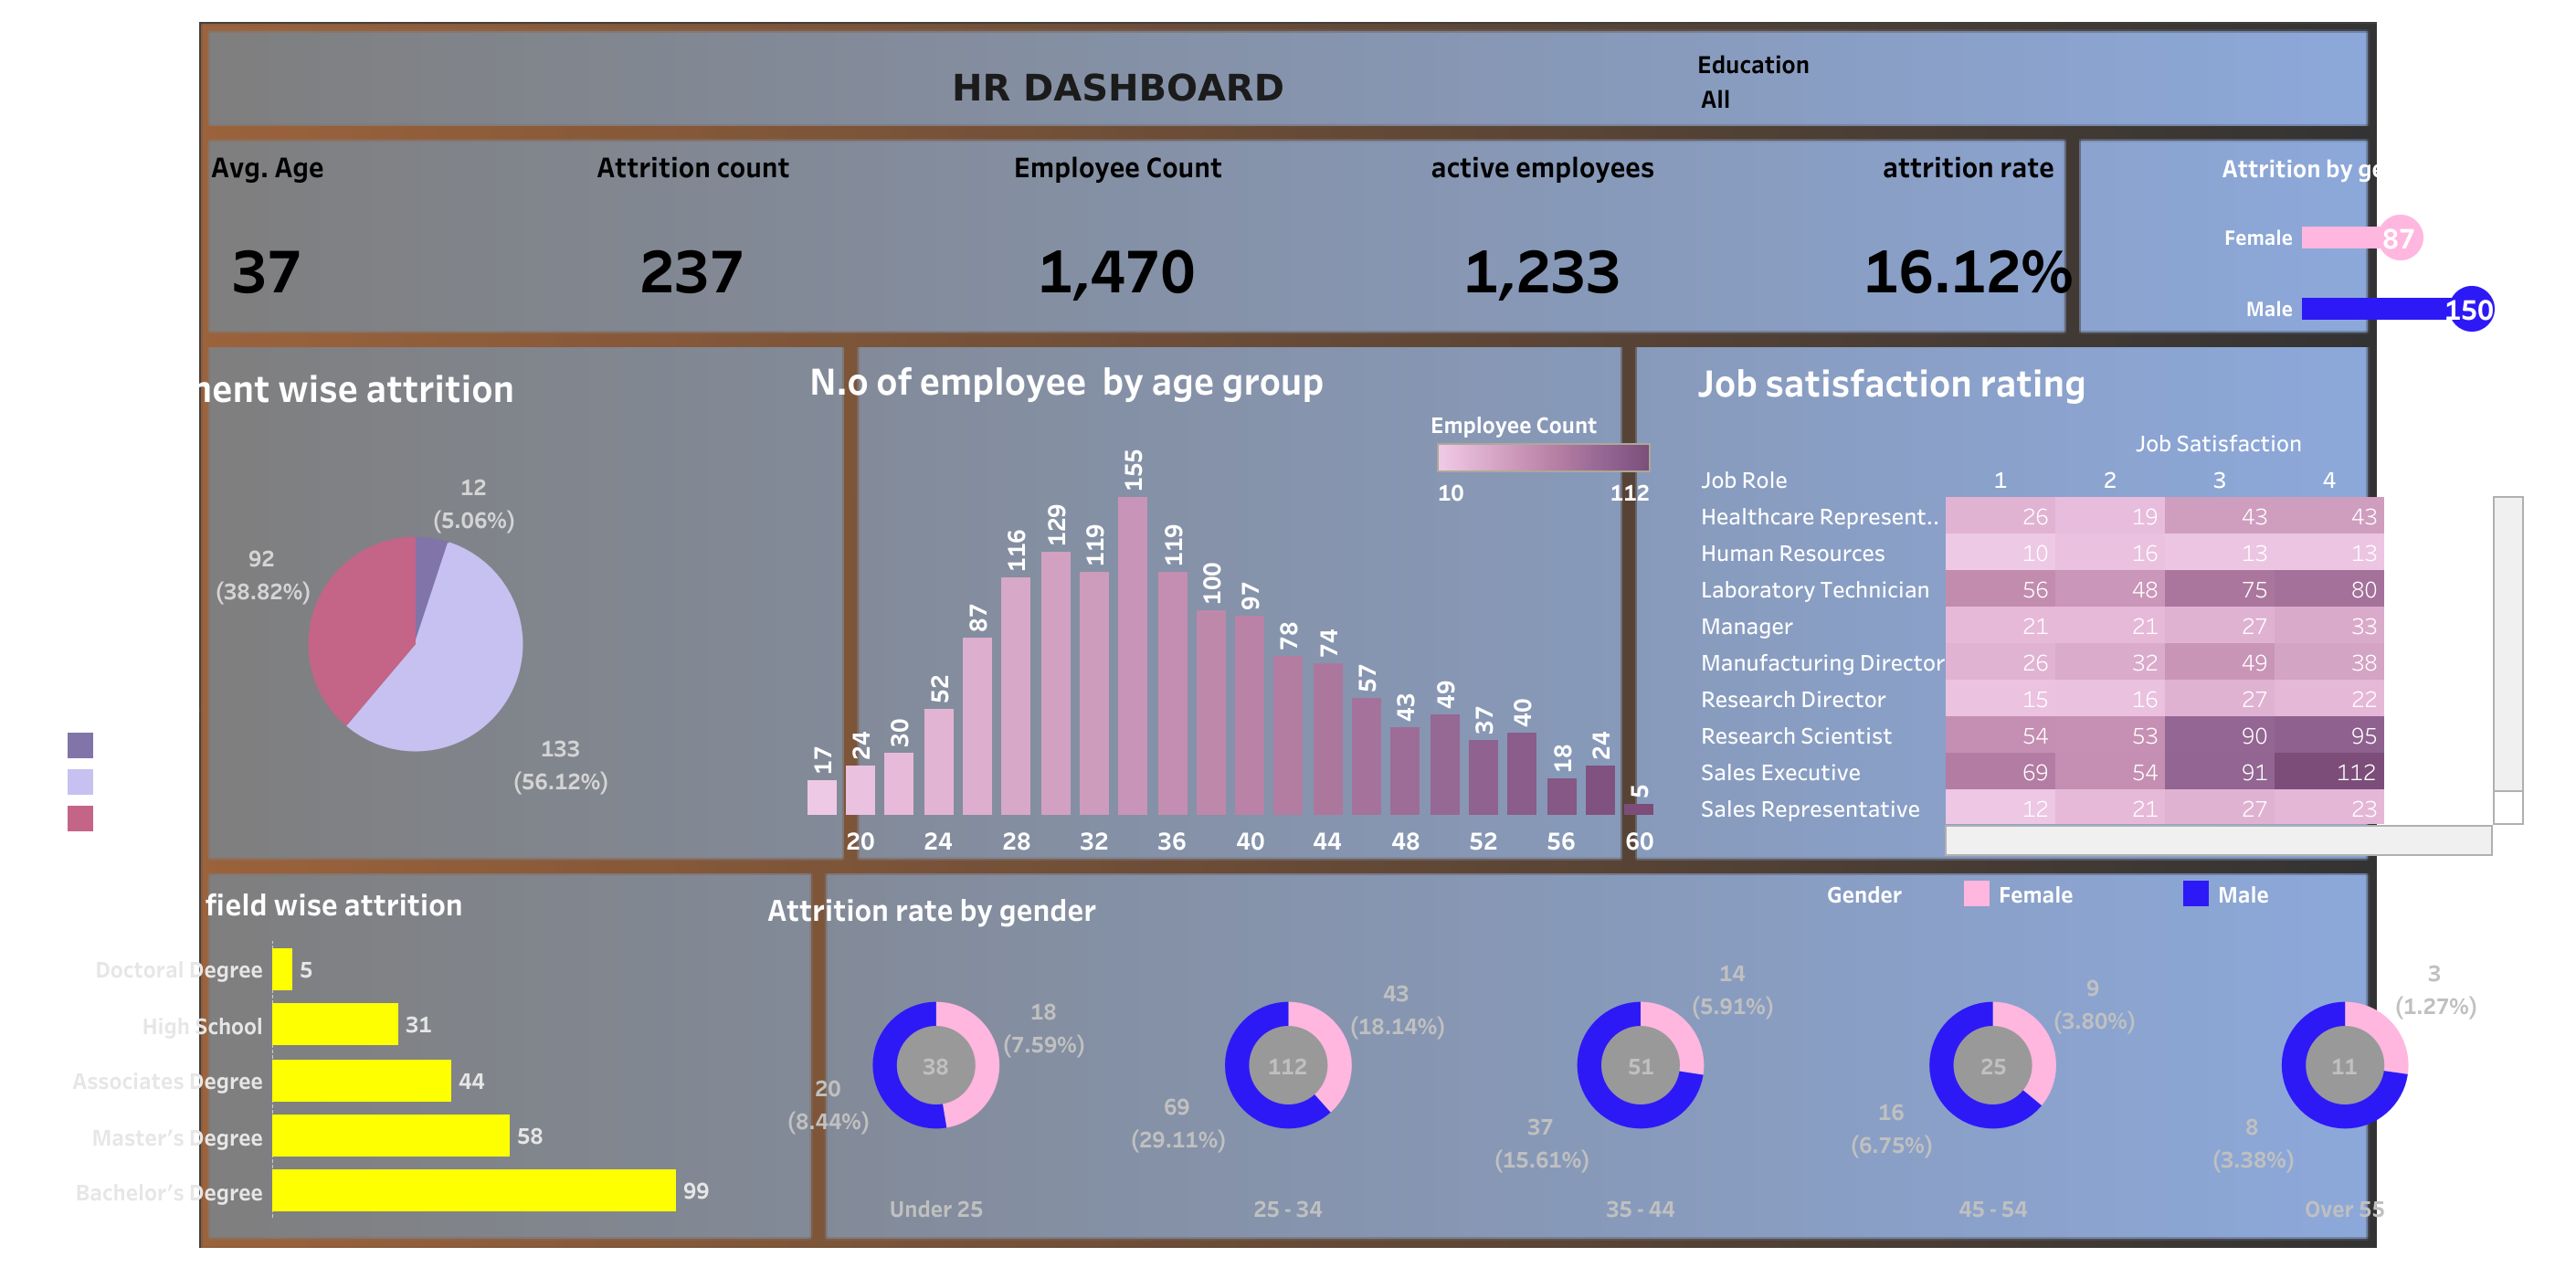 HR DASHBOARD
Education
All
Avg. Age
37
Attrition count
237
Employee Count
1,470
active employees
1,233
attrition rate
16.12%
Attrition by ge
Female
87
Male
150
nent wise attrition
12
(5.06%)
92
(38.82%)
133
(56.12%)
N.o of employee by age group
Employee Count
10 112
17
24
30
52
87
116
129
119
155
119
100
97
78
74
57
43
49
37
40
18
24
5
20 24 28 32 36 40 44 48 52 56 60
Job satisfaction rating
Job Satisfaction
Job Role 1 2 3 4
Healthcare Represent.. 26 19 43 43
Human Resources 10 16 13 13
Laboratory Technician 56 48 75 80
Manager 21 21 27 33
Manufacturing Director 26 32 49 38
Research Director 15 16 27 22
Research Scientist 54 53 90 95
Sales Executive 69 54 91 112
Sales Representative 12 21 27 23
field wise attrition
Doctoral Degree 5
High School 31
Associates Degree 44
Master's Degree 58
Bachelor's Degree 99
Attrition rate by gender
Gender Female Male
18
(7.59%)
38
20
(8.44%)
Under 25
43
(18.14%)
112
69
(29.11%)
25 - 34
14
(5.91%)
51
37
(15.61%)
35 - 44
9
(3.80%)
25
16
(6.75%)
45 - 54
3
(1.27%)
11
8
(3.38%)
Over 55